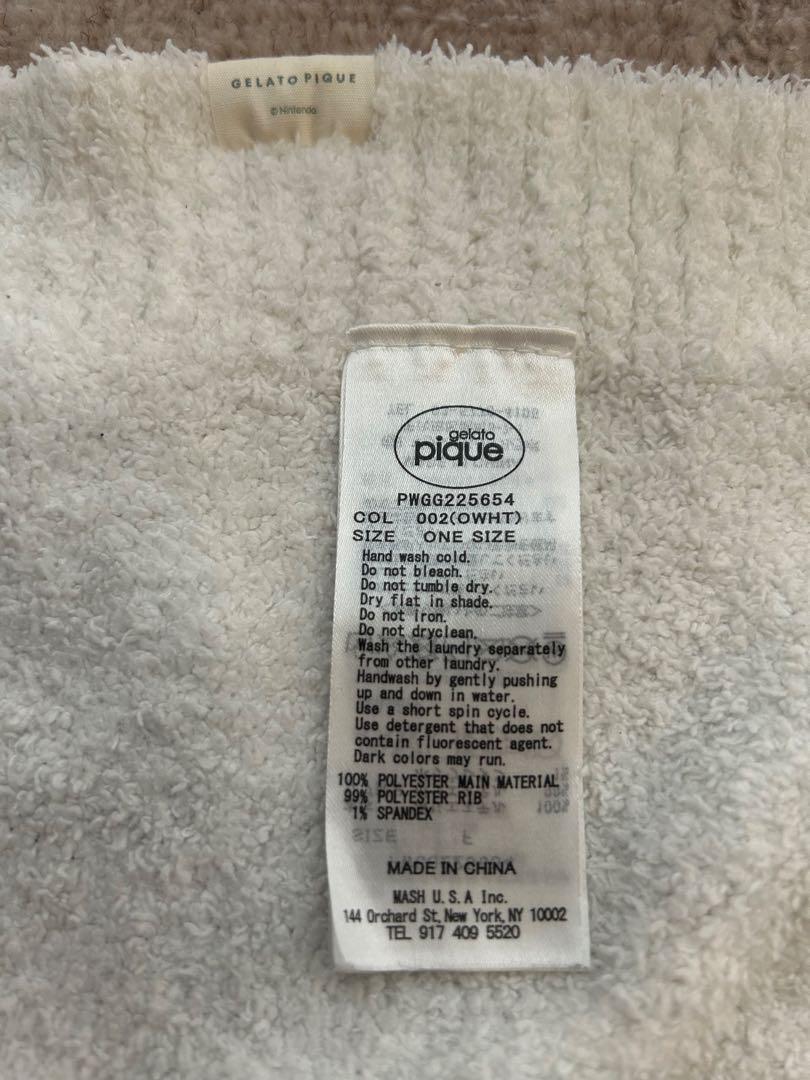 GELATO PIQUE
© Nintendo
gelato
pique
PWGG225654
COL 002(OWHT)
SIZE ONE SIZE
Hand wash cold.
Do not bleach.
Do not tumble dry.
Dry flat in shade.
Do not iron.
Do not dryclean.
Wash the laundry separately
from other laundry.
Handwash by gently pushing
up and down in water.
Use a short spin cycle.
Use detergent that does not
contain fluorescent agent.
Dark colors may run.
100% POLYESTER MAIN MATERIAL
99% POLYESTER RIB
1% SPANDEX
MADE IN CHINA
MASH U.S.A Inc.
144 Orchard St, New York, NY 10002
TEL 917 409 5520